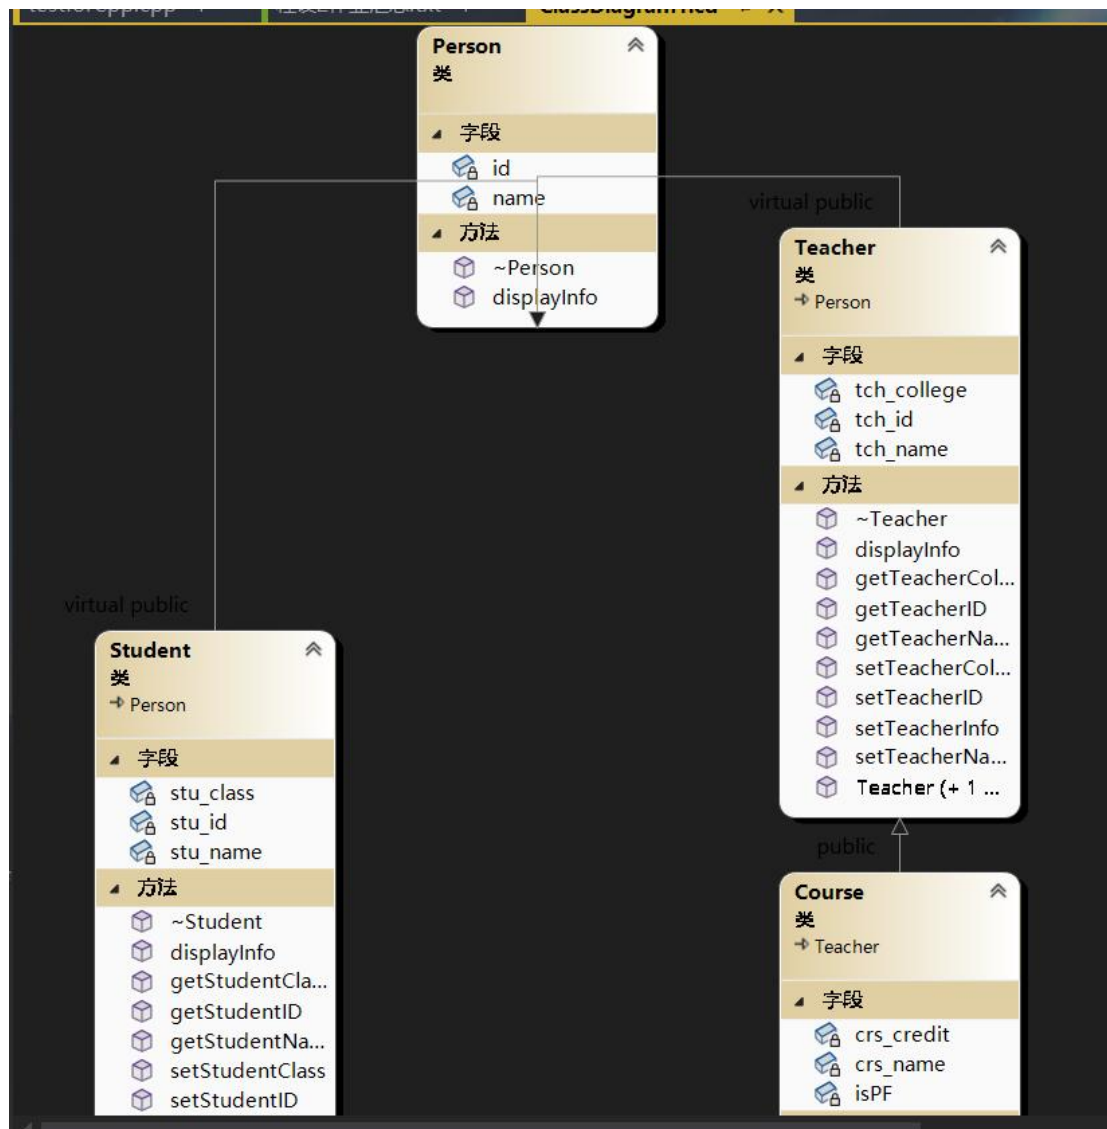 Person
类
字段
id
name
方法
~Person
displayInfo
virtual public
Teacher
类
Person
字段
tch_college
tch_id
tch_name
方法
~Teacher
displayInfo
getTeacherCol...
getTeacherID
getTeacherNa...
setTeacherCol...
setTeacherID
setTeacherInfo
setTeacherNa...
Teacher (+ 1 ...
virtual public
Student
类
Person
字段
stu_class
stu_id
stu_name
方法
~Student
displayInfo
getStudentCla...
getStudentID
getStudentNa...
setStudentClass
setStudentID
public
Course
类
Teacher
字段
crs_credit
crs_name
isPF